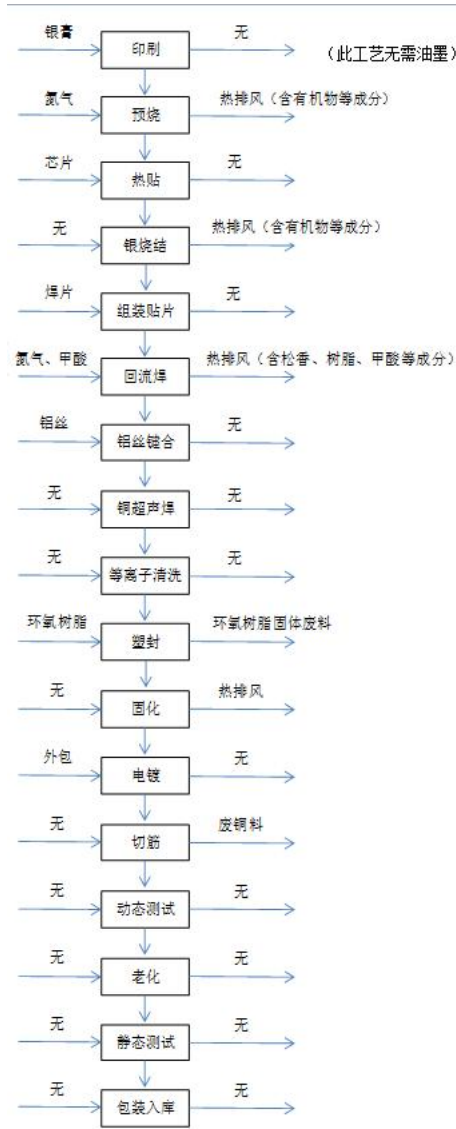 银膏 印刷 无 （此工艺无需油墨）
氮气 预烧 热排风（含有机物等成分）
芯片 热贴 无
无 银烧结 热排风（含有机物等成分）
焊片 组装贴片 无
氮气、甲酸 回流焊 热排风（含松香、树脂、甲酸等成分）
铝丝 铝丝键合 无
无 铜超声焊 无
无 等离子清洗 无
环氧树脂 塑封 环氧树脂固体废料
无 固化 热排风
外包 电镀 无
无 切筋 废铜料
无 动态测试 无
无 老化 无
无 静态测试 无
无 包装入库 无